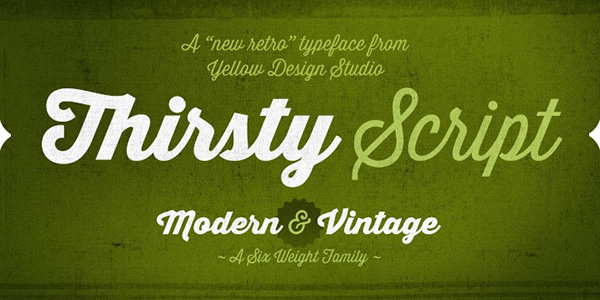 A “new retro” typeface from
Yellow Design Studio
Thirsty Script
Modern & Vintage
~ A Six Weight Family ~